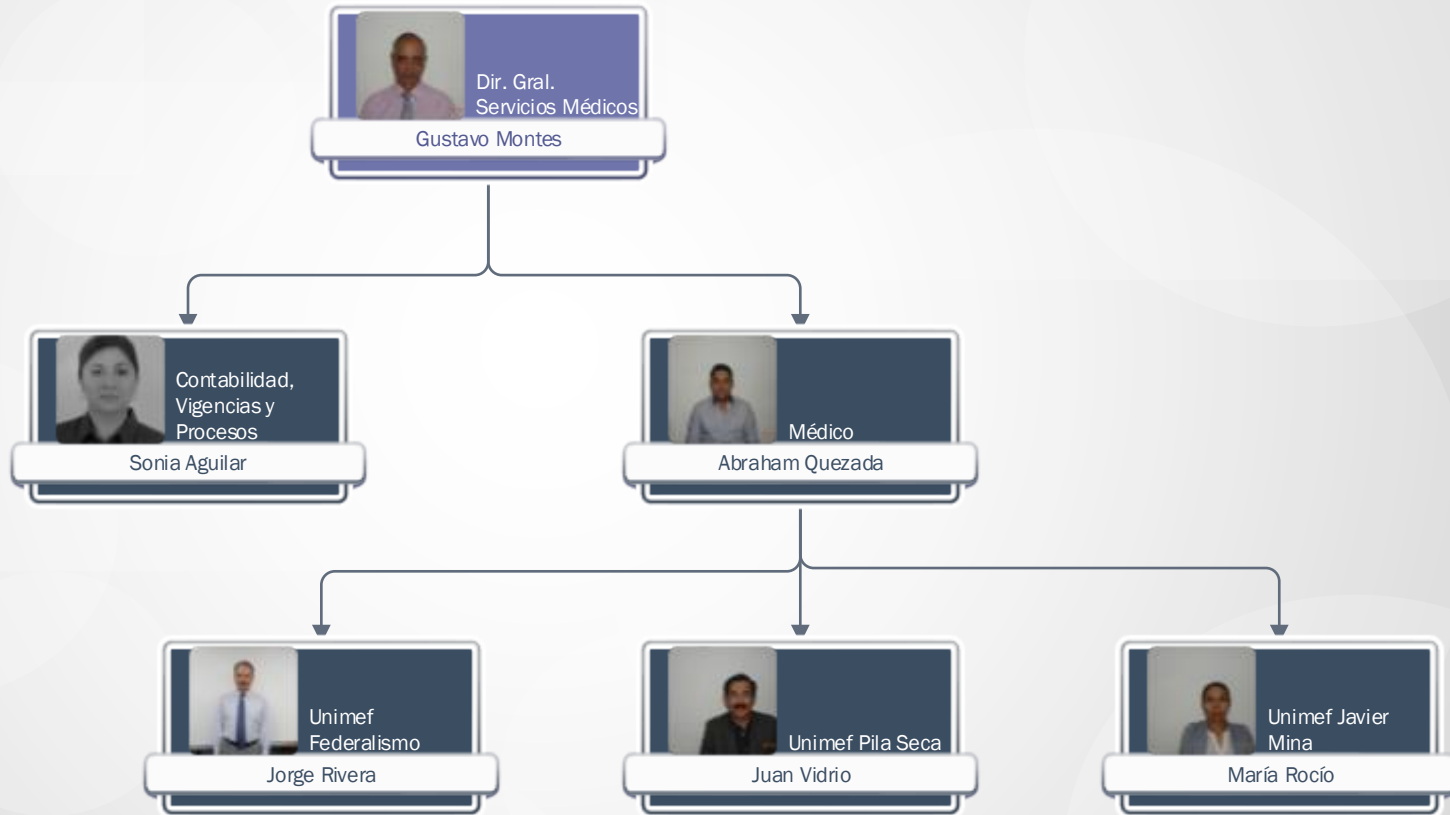 Dir. Gral.
Servicios Médicos
Gustavo Montes
Contabilidad,
Vigencias y
Procesos
Sonia Aguilar
Médico
Abraham Quezada
Unimef
Federalismo
Jorge Rivera
Unimef Pila Seca
Juan Vidrio
Unimef Javier
Mina
María Rocío